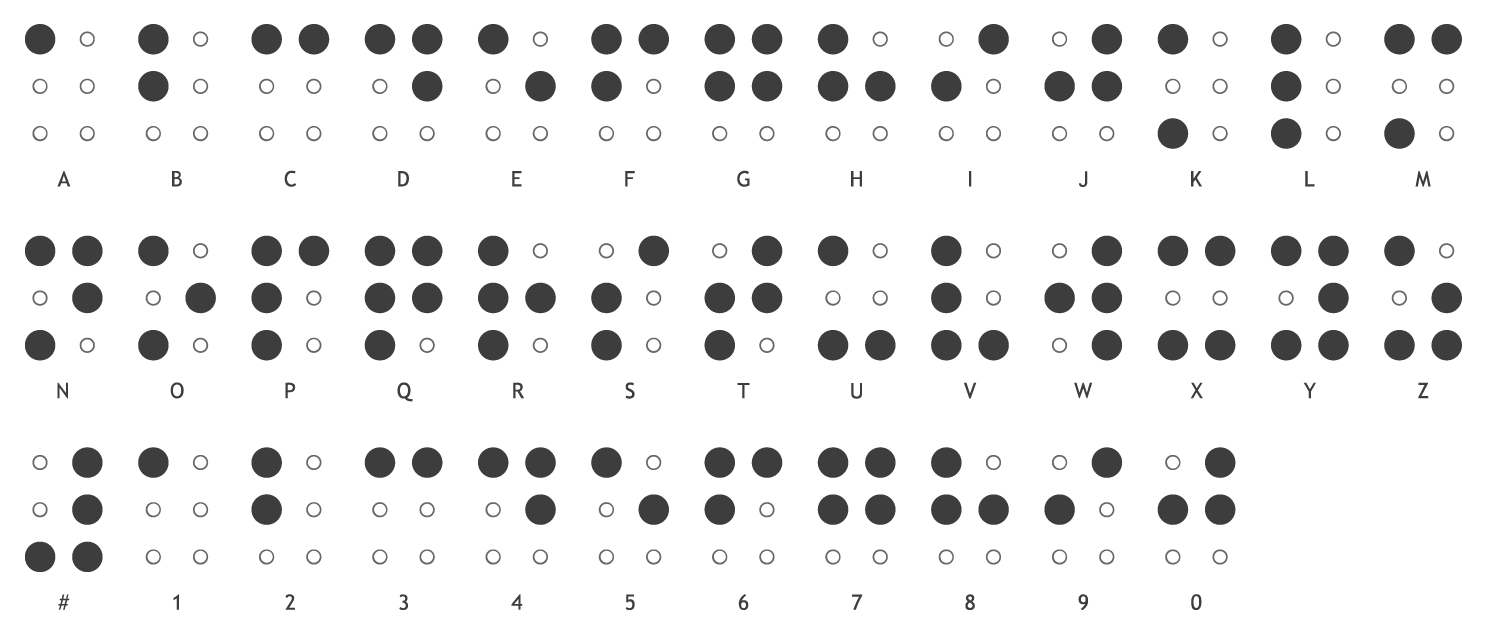 A B C D E F G H I J K L M
N O P Q R S T U V W X Y Z
# 1 2 3 4 5 6 7 8 9 0